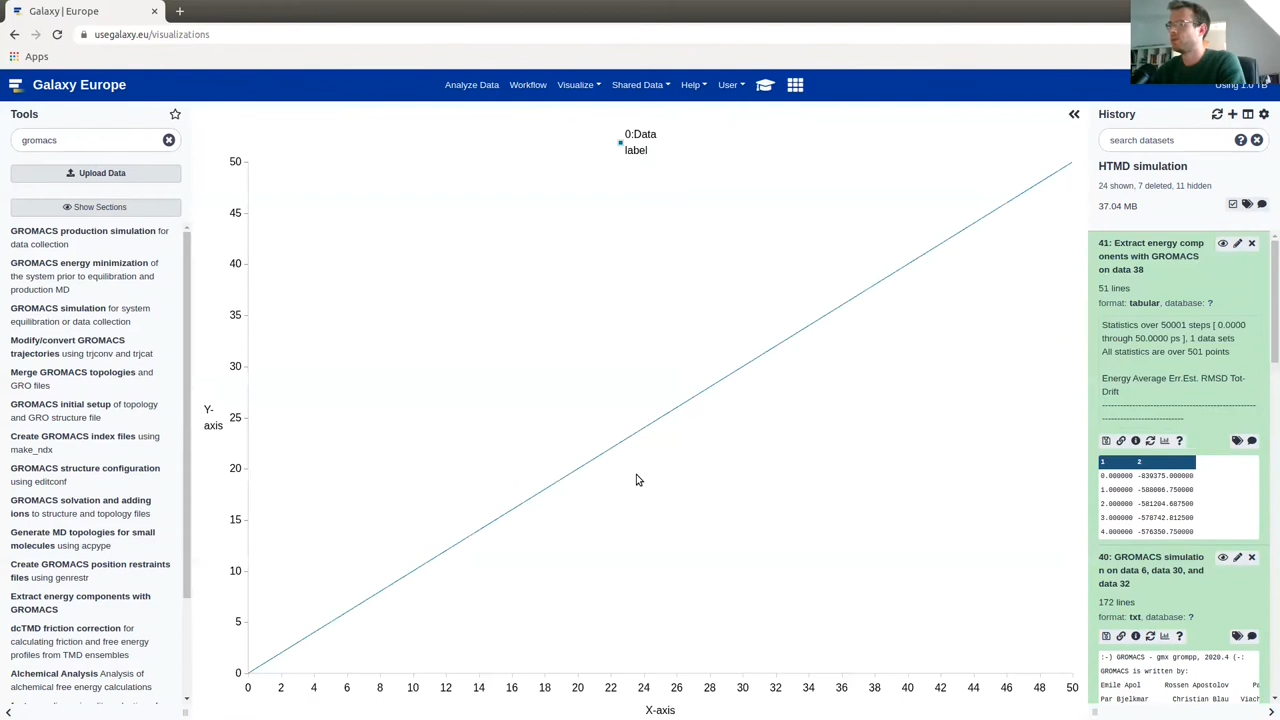 Galaxy | Europe
usegalaxy.eu/visualizations
Apps
Galaxy Europe
Analyze Data
Workflow
Visualize
Shared Data
Help
User
Using 1.0 TB
Tools
gromacs
Upload Data
Show Sections
GROMACS production simulation for
data collection
GROMACS energy minimization of
the system prior to equilibration and
production MD
GROMACS simulation for system
equilibration or data collection
Modify/convert GROMACS
trajectories using trjconv and trjcat
Merge GROMACS topologies and
GRO files
GROMACS initial setup of topology
and GRO structure file
Create GROMACS index files using
make_ndx
GROMACS structure configuration
using editconf
GROMACS solvation and adding
ions to structure and topology files
Generate MD topologies for small
molecules using acpype
Create GROMACS position restraints
files using genrestr
Extract energy components with
GROMACS
dcTMD friction correction for
calculating friction and free energy
profiles from TMD ensembles
Alchemical Analysis Analysis of
alchemical free energy calculations
0:Data
label
50
45
40
35
30
25
20
15
10
5
0
Y-
axis
0 2 4 6 8 10 12 14 16 18 20 22 24 26 28 30 32 34 36 38 40 42 44 46 48 50
X-axis
History
search datasets
HTMD simulation
24 shown, 7 deleted, 11 hidden
37.04 MB
41: Extract energy comp
onents with GROMACS
on data 38
51 lines
format: tabular, database: ?
Statistics over 50001 steps [ 0.0000
through 50.0000 ps ], 1 data sets
All statistics are over 501 points
Energy Average Err.Est. RMSD Tot-
Drift
1 2
0.000000 -839375.000000
1.000000 -588006.750000
2.000000 -581204.687500
3.000000 -578742.812500
4.000000 -576350.750000
40: GROMACS simulatio
n on data 6, data 30, and
data 32
172 lines
format: txt, database: ?
:-) GROMACS - gmx grompp, 2020.4 (-:
GROMACS is written by:
Emile Apol Rossen Apostolov Pa
Par Bjelkmar Christian Blau Viach